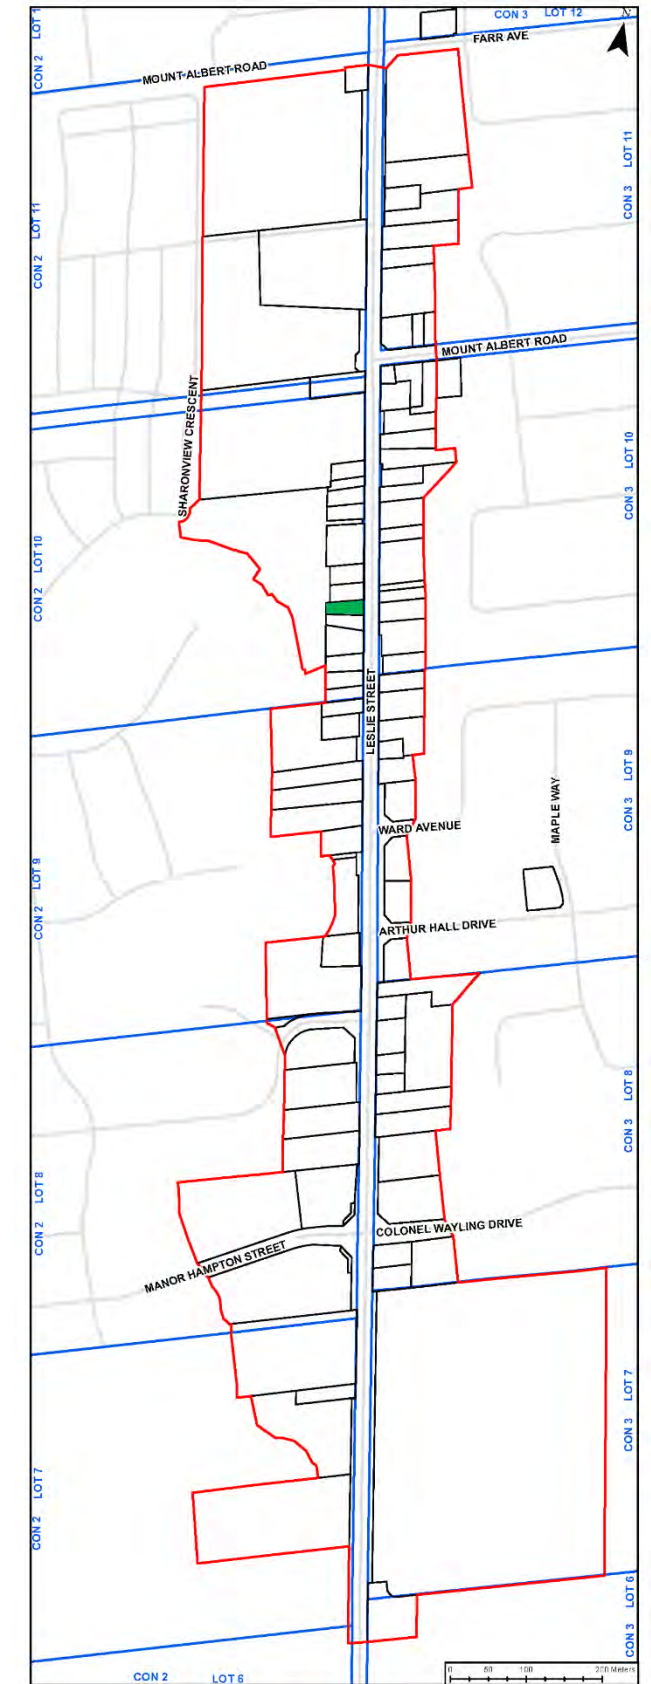 CON 3 LOT 12
N
CON 2 LOT 1
FARR AVE
MOUNT ALBERT ROAD
CON 3 LOT 11
CON 2 LOT 11
MOUNT ALBERT ROAD
SHARONVIEW CRESCENT
CON 3 LOT 10
CON 2 LOT 10
LESLIE STREET
CON 3 LOT 9
MAPLE WAY
WARD AVENUE
CON 2 LOT 9
ARTHUR HALL DRIVE
CON 3 LOT 8
CON 2 LOT 8
COLONEL WAYLING DRIVE
MANOR HAMPTON STREET
CON 3 LOT 7
CON 2 LOT 7
CON 3 LOT 6
CON 2 LOT 6
0 50 100 200 Meters